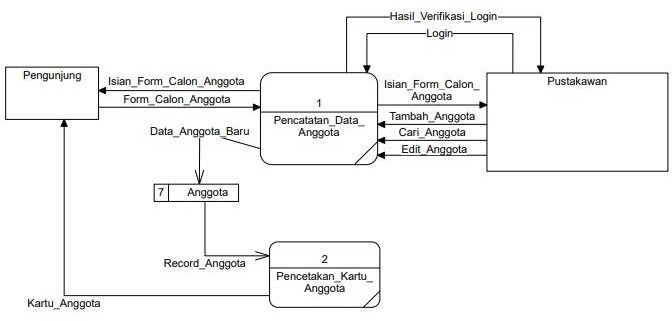 Hasil_Verifikasi_Login
Login
Pengunjung
Isian_Form_Calon_Anggota
Form_Calon_Anggota
1
Pencatatan_Data_
Anggota
Isian_Form_Calon_
Anggota
Tambah_Anggota
Cari_Anggota
Edit_Anggota
Pustakawan
Data_Anggota_Baru
7 Anggota
Record_Anggota
2
Pencetakan_Kartu_
Anggota
Kartu_Anggota